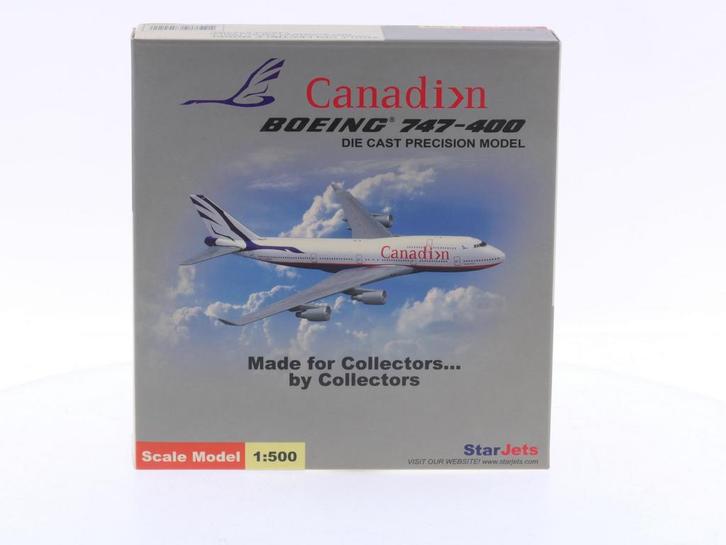 Canadi>n
BOEING® 747-400
DIE CAST PRECISION MODEL
Canadi>n
Made for Collectors...
by Collectors
Scale Model 1:500
StarJets
VISIT OUR WEBSITE! www.starjets.com